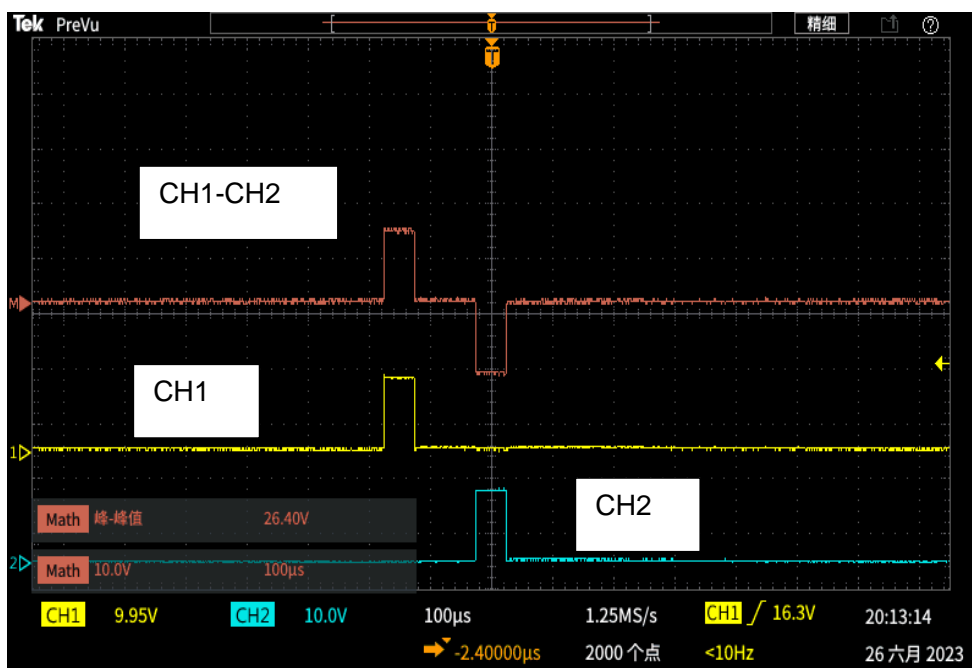 Tek PreVu 精细
T
T
CH1-CH2
M
CH1
1
CH2
Math 峰-峰值 26.40V
2
Math 10.0V 100µs
CH1 9.95V CH2 10.0V 100µs 1.25MS/s CH1 16.3V 20:13:14
-2.40000µs 2000 个点 <10Hz 26 六月 2023